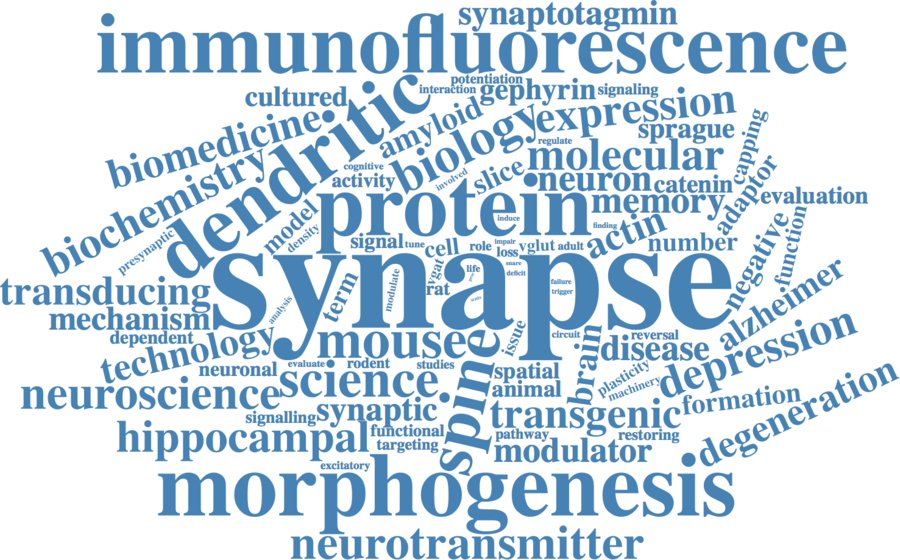 synaptotagmin
immunofluorescence
potentiation
interaction
gephyrin
signaling
cultured
dendritic
amyloid
expression
biomedicine
biology
sprague
capping
regulate
molecular
cognitive
activity
involved
slice
neuron
catenin
adaptor
biochemistry
protein
memory
evaluation
model
induce
finding
actin
density
presynaptic
signal
tune
cell
role
impair
loss
vglut
adult
number
negative
function
synapse
snare
deficit
life
vgat
rat
modulate
term
failure
trigger
transducing
analysis
mechanism
alzheimer
dependent
technology
mouse
issue
circuit
brain
reversal
disease
depression
neuronal
evaluate
rodent
studies
spine
spatial
plasticity
machinery
neuroscience
science
animal
formation
signalling
synaptic
transgenic
degeneration
hippocampal
functional
targeting
pathway
restoring
modulator
excitatory
morphogenesis
neurotransmitter